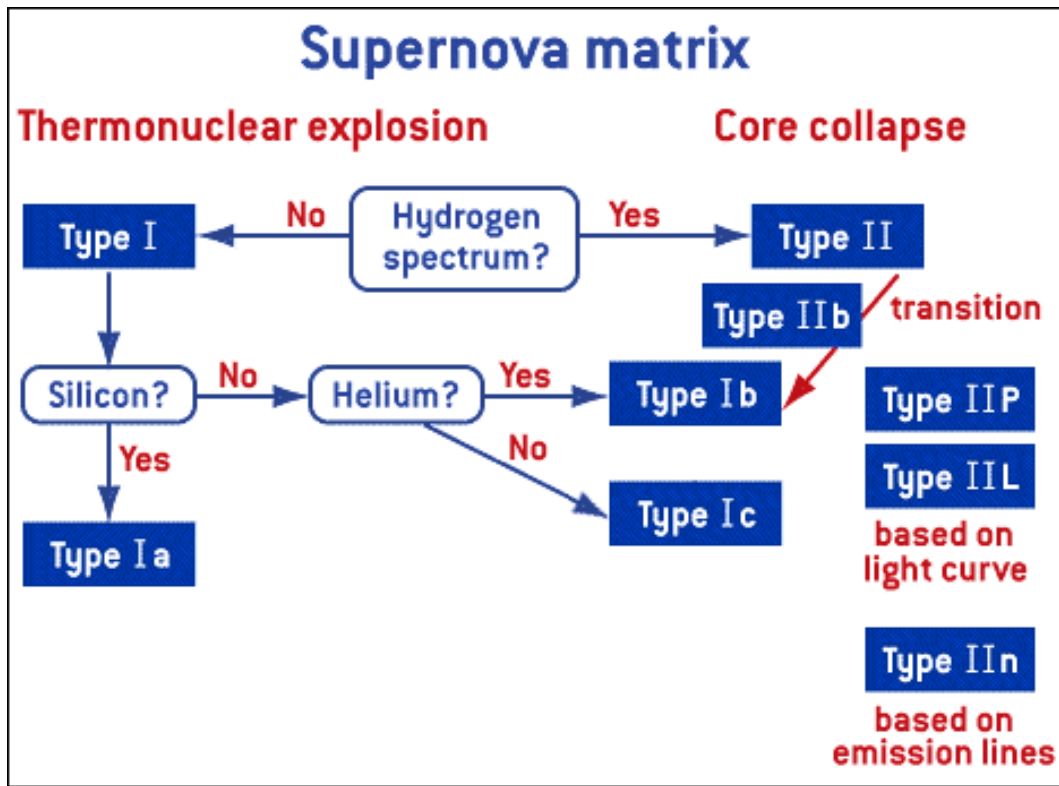 Supernova matrix
Thermonuclear explosion
Core collapse
Type I
No
Hydrogen
spectrum?
Yes
Type II
Type IIb
transition
Silicon?
No
Helium?
Yes
Type Ib
Type IIP
Yes
No
Type IIL
Type Ia
Type Ic
based on
light curve
Type IIn
based on
emission lines